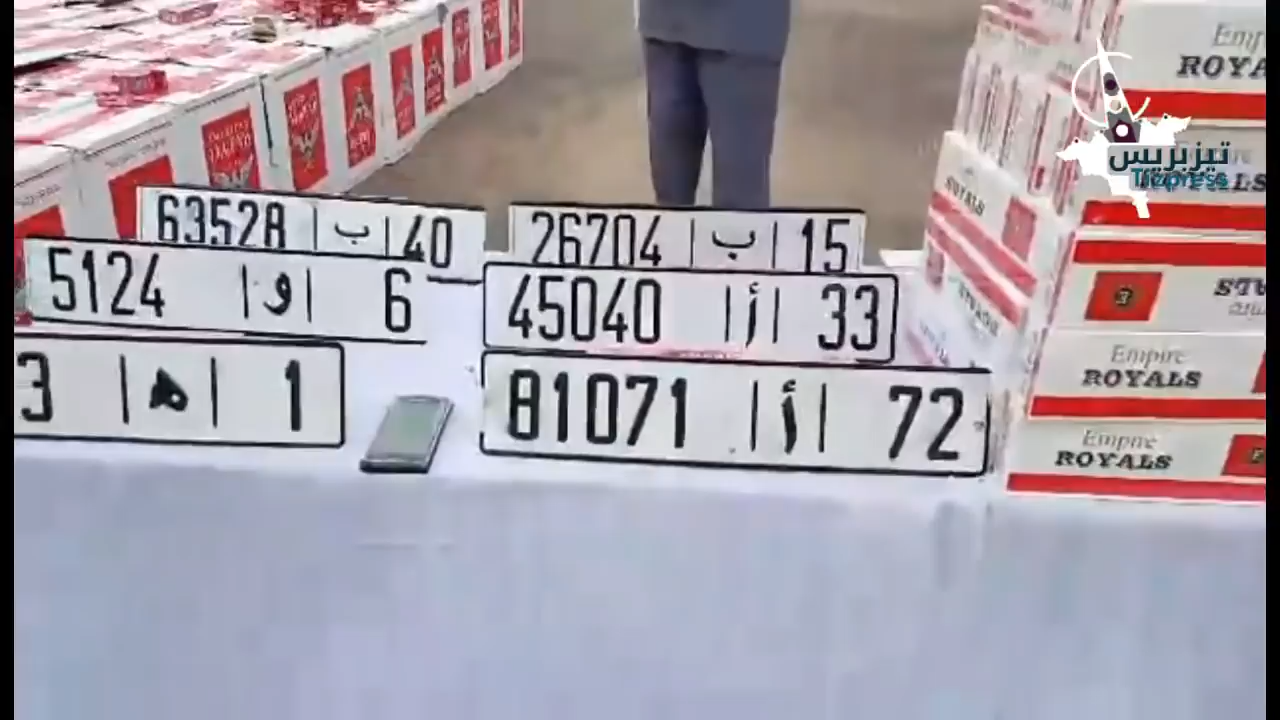 Empire
ROYALS
تيزبريس
Tizpress
63528 | ب | 40
26704 | ب | 15
5124 | و | 6
45040 | أ | 33
3 | ه | 1
81071 | أ | 72
Empire
ROYALS
Empire
ROYALS